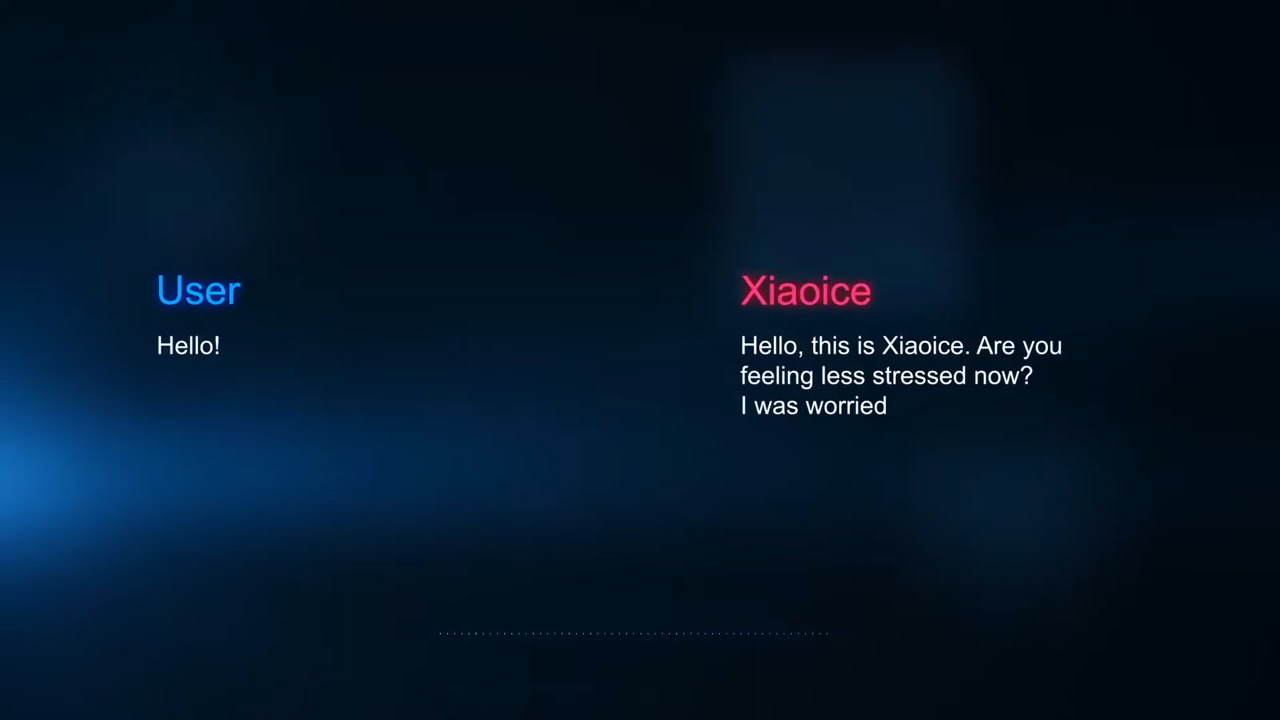 User
Hello!
Xiaoice
Hello, this is Xiaoice. Are you
feeling less stressed now?
I was worried